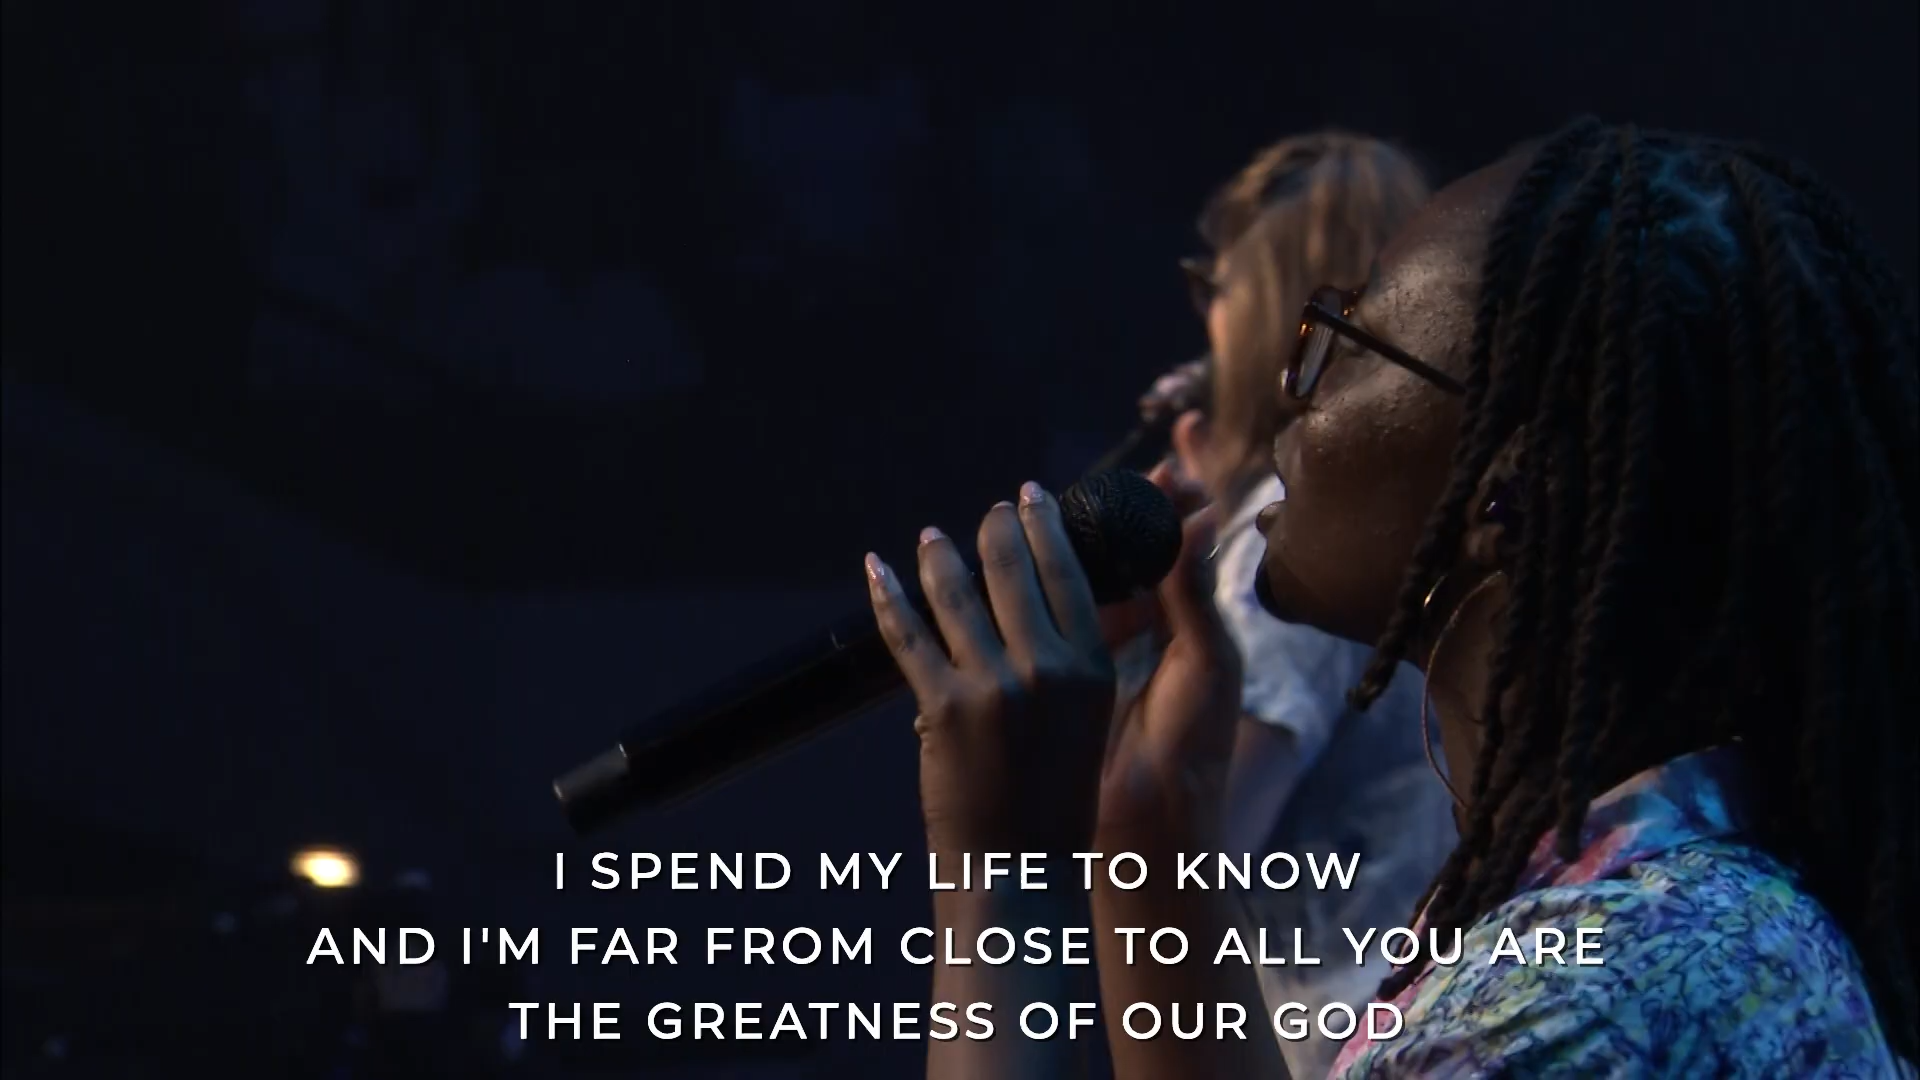 I SPEND MY LIFE TO KNOW
AND I'M FAR FROM CLOSE TO ALL YOU ARE
THE GREATNESS OF OUR GOD